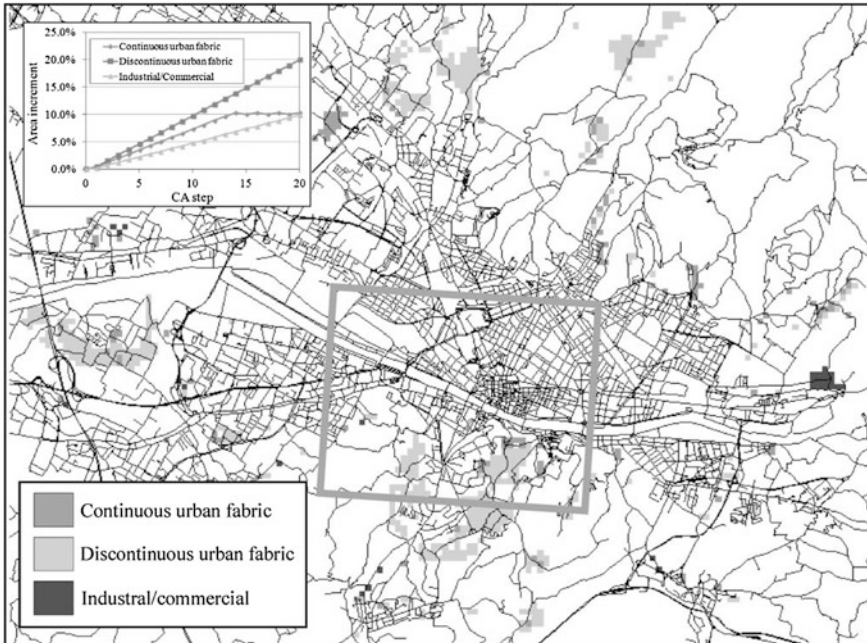 25.0%
20.0%
15.0%
10.0%
5.0%
0.0%
Area increment
Continuous urban fabric
Discontinuous urban fabric
Industrial/Commercial
0 5 10 15 20
CA step
Continuous urban fabric
Discontinuous urban fabric
Industral/commercial